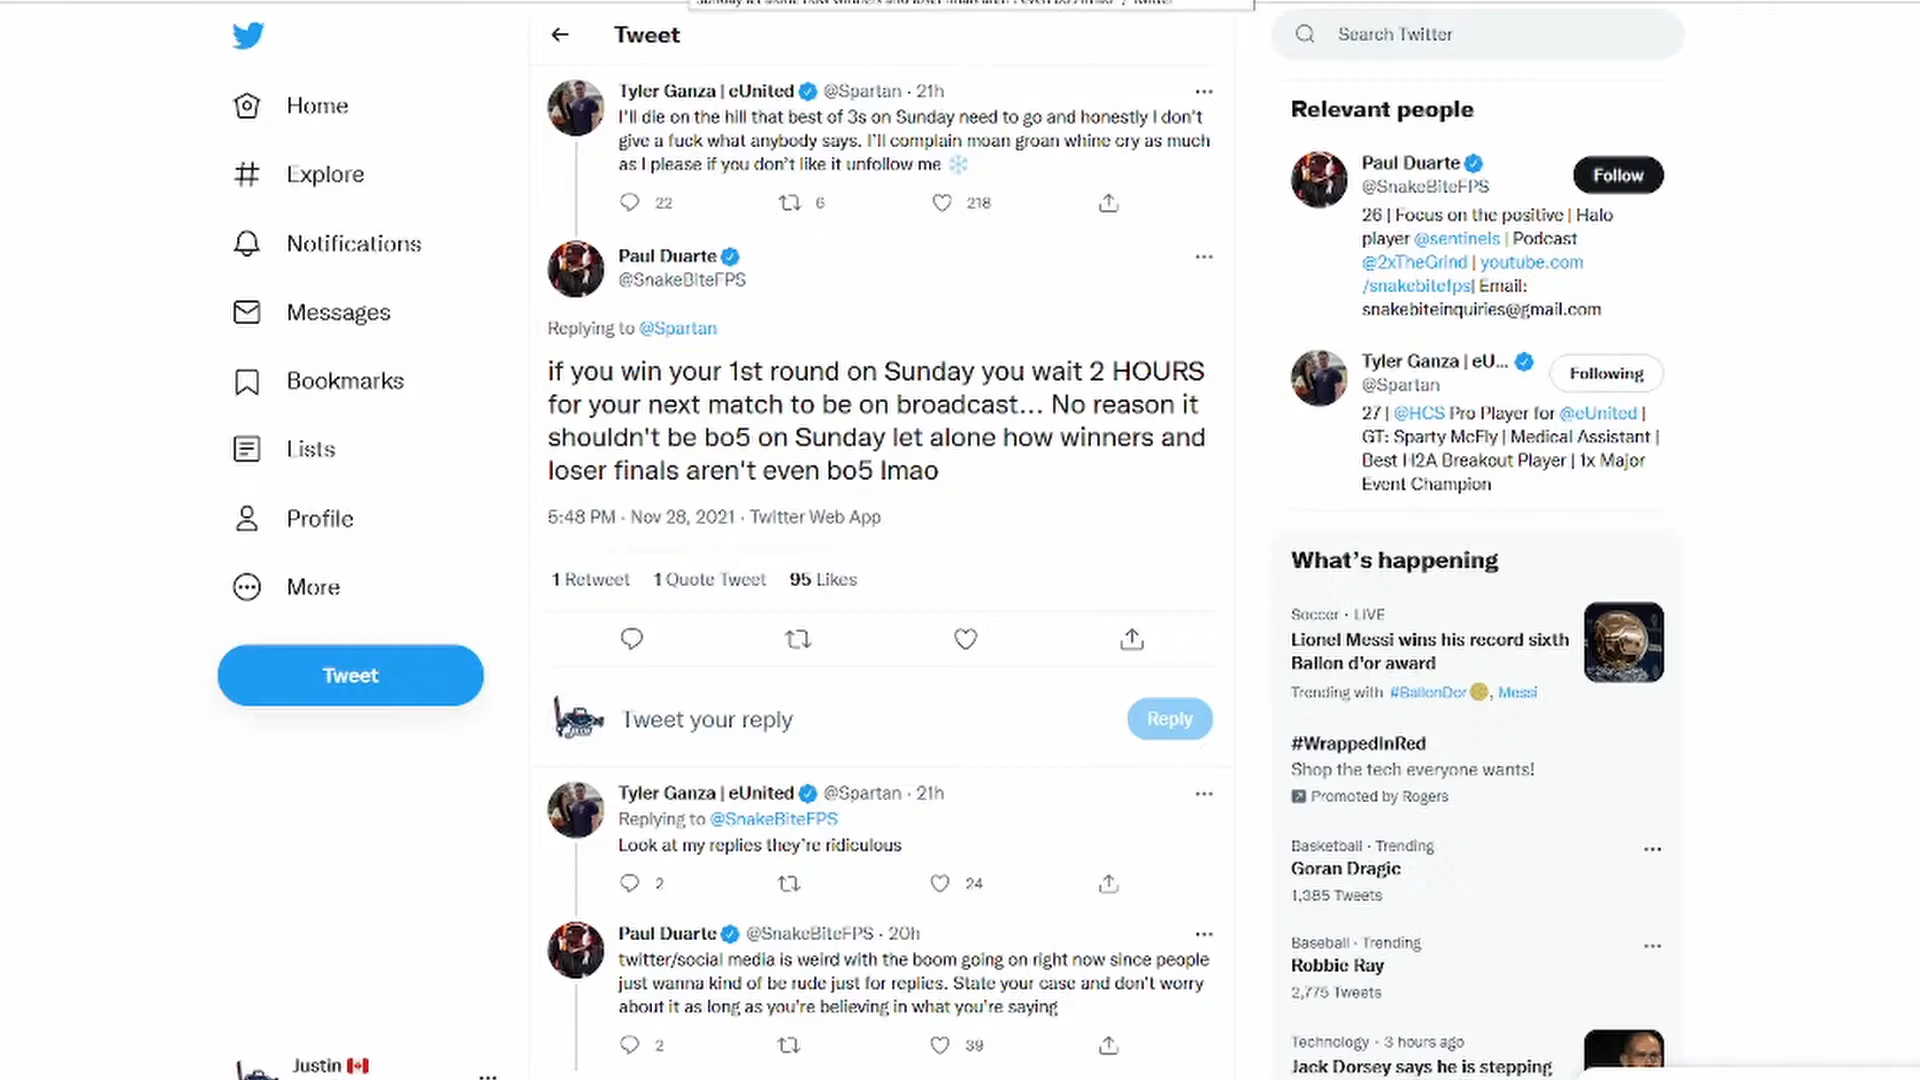 Home
Explore
Notifications
Messages
Bookmarks
Lists
Profile
More
Tweet
Justin
Tweet
Tyler Ganza | eUnited @Spartan · 21h
I'll die on the hill that best of 3s on Sunday need to go and honestly I don't
give a fuck what anybody says. I'll complain moan groan whine cry as much
as I please if you don't like it unfollow me
22 6 218
Paul Duarte
@SnakeBiteFPS
Replying to @Spartan
if you win your 1st round on Sunday you wait 2 HOURS
for your next match to be on broadcast... No reason it
shouldn't be bo5 on Sunday let alone how winners and
loser finals aren't even bo5 lmao
5:48 PM · Nov 28, 2021 · Twitter Web App
1 Retweet 1 Quote Tweet 95 Likes
Tweet your reply
Reply
Tyler Ganza | eUnited @Spartan · 21h
Replying to @SnakeBiteFPS
Look at my replies they're ridiculous
2 24
Paul Duarte @SnakeBiteFPS · 20h
twitter/social media is weird with the boom going on right now since people
just wanna kind of be rude just for replies. State your case and don't worry
about it as long as you're believing in what you're saying
2 39
Search Twitter
Relevant people
Paul Duarte
@SnakeBiteFPS
Follow
26 | Focus on the positive | Halo
player @sentinels | Podcast
@2xTheGrind | youtube.com
/snakebitefps| Email:
snakebiteinquiries@gmail.com
Tyler Ganza | eU...
@Spartan
Following
27 | @HCS Pro Player for @eUnited |
GT: Sparty McFly | Medical Assistant |
Best H2A Breakout Player | 1x Major
Event Champion
What's happening
Soccer · LIVE
Lionel Messi wins his record sixth
Ballon d'or award
Trending with #BallonDor, Messi
#WrappedInRed
Shop the tech everyone wants!
Promoted by Rogers
Basketball · Trending
Goran Dragic
1,385 Tweets
Baseball · Trending
Robbie Ray
2,775 Tweets
Technology · 3 hours ago
Jack Dorsey says he is stepping